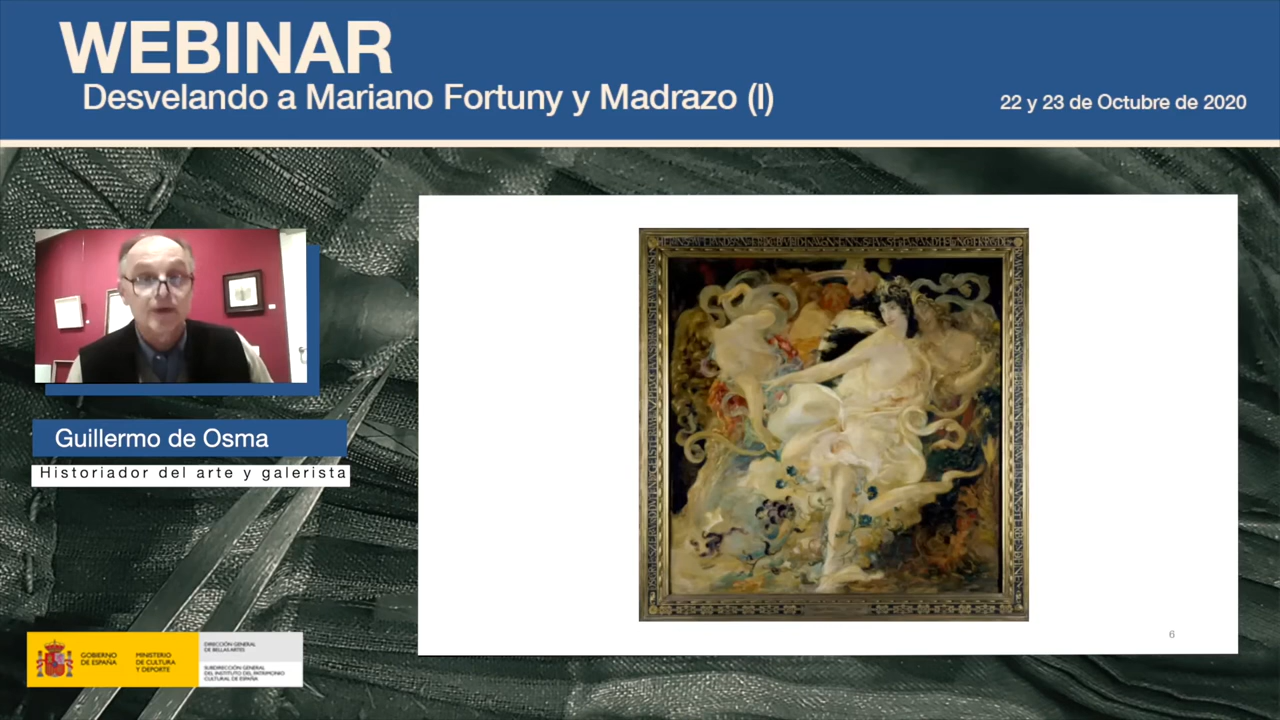 WEBINAR
Desvelando a Mariano Fortuny y Madrazo (I)
22 y 23 de Octubre de 2020
Guillermo de Osma
Historiador del arte y galerista
6
GOBIERNO
DE ESPAÑA
MINISTERIO
DE CULTURA
Y DEPORTE
DIRECCIÓN GENERAL
DE BELLAS ARTES
SUBDIRECCIÓN GENERAL
DEL INSTITUTO DEL PATRIMONIO
CULTURAL DE ESPAÑA